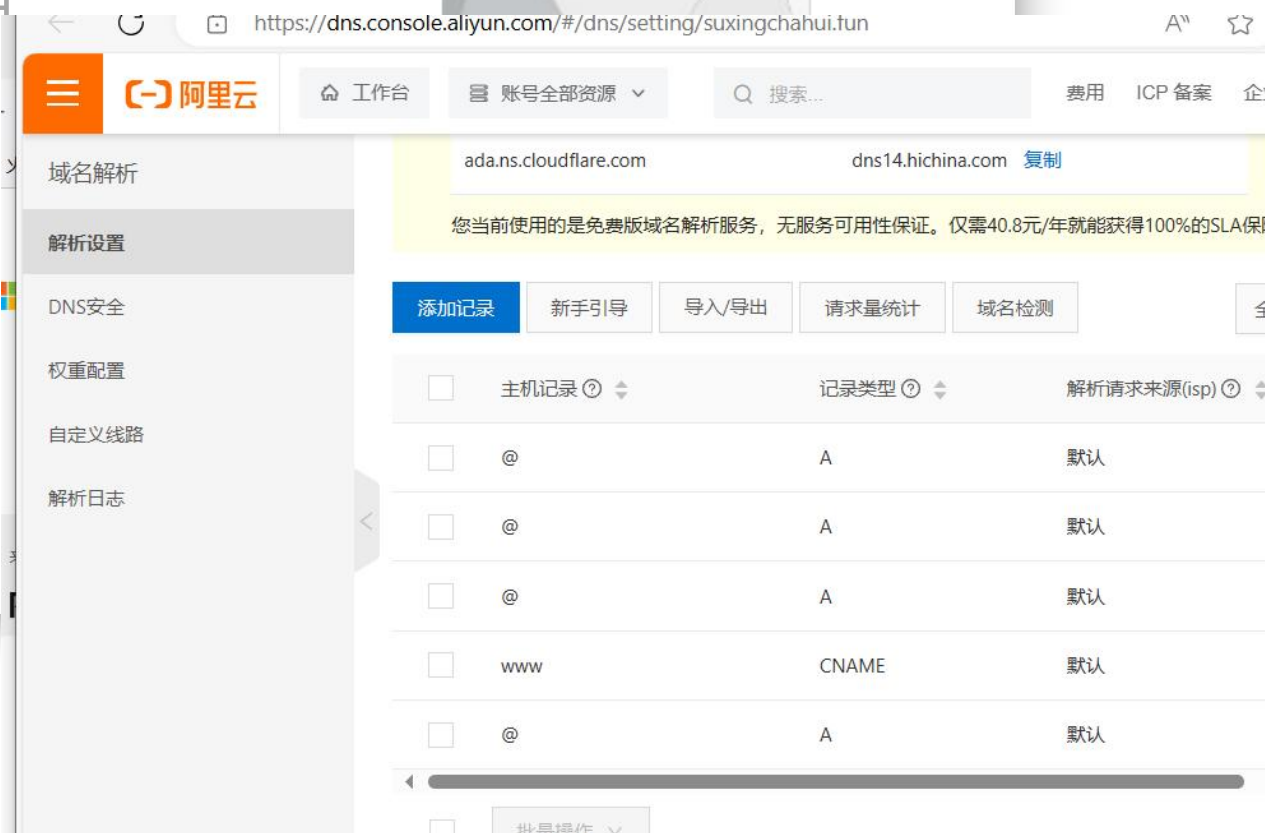 https://dns.console.aliyun.com/#/dns/setting/suxingchahui.fun
阿里云 工作台 账号全部资源 搜索... 费用 ICP 备案
域名解析
ada.ns.cloudflare.com dns14.hichina.com 复制
解析设置
您当前使用的是免费版域名解析服务，无服务可用性保证。仅需40.8元/年就能获得100%的SLA保
DNS安全
添加记录 新手引导 导入/导出 请求量统计 域名检测
权重配置
主机记录 记录类型 解析请求来源(isp)
自定义线路
@ A 默认
解析日志
@ A 默认
@ A 默认
www CNAME 默认
@ A 默认
批量操作